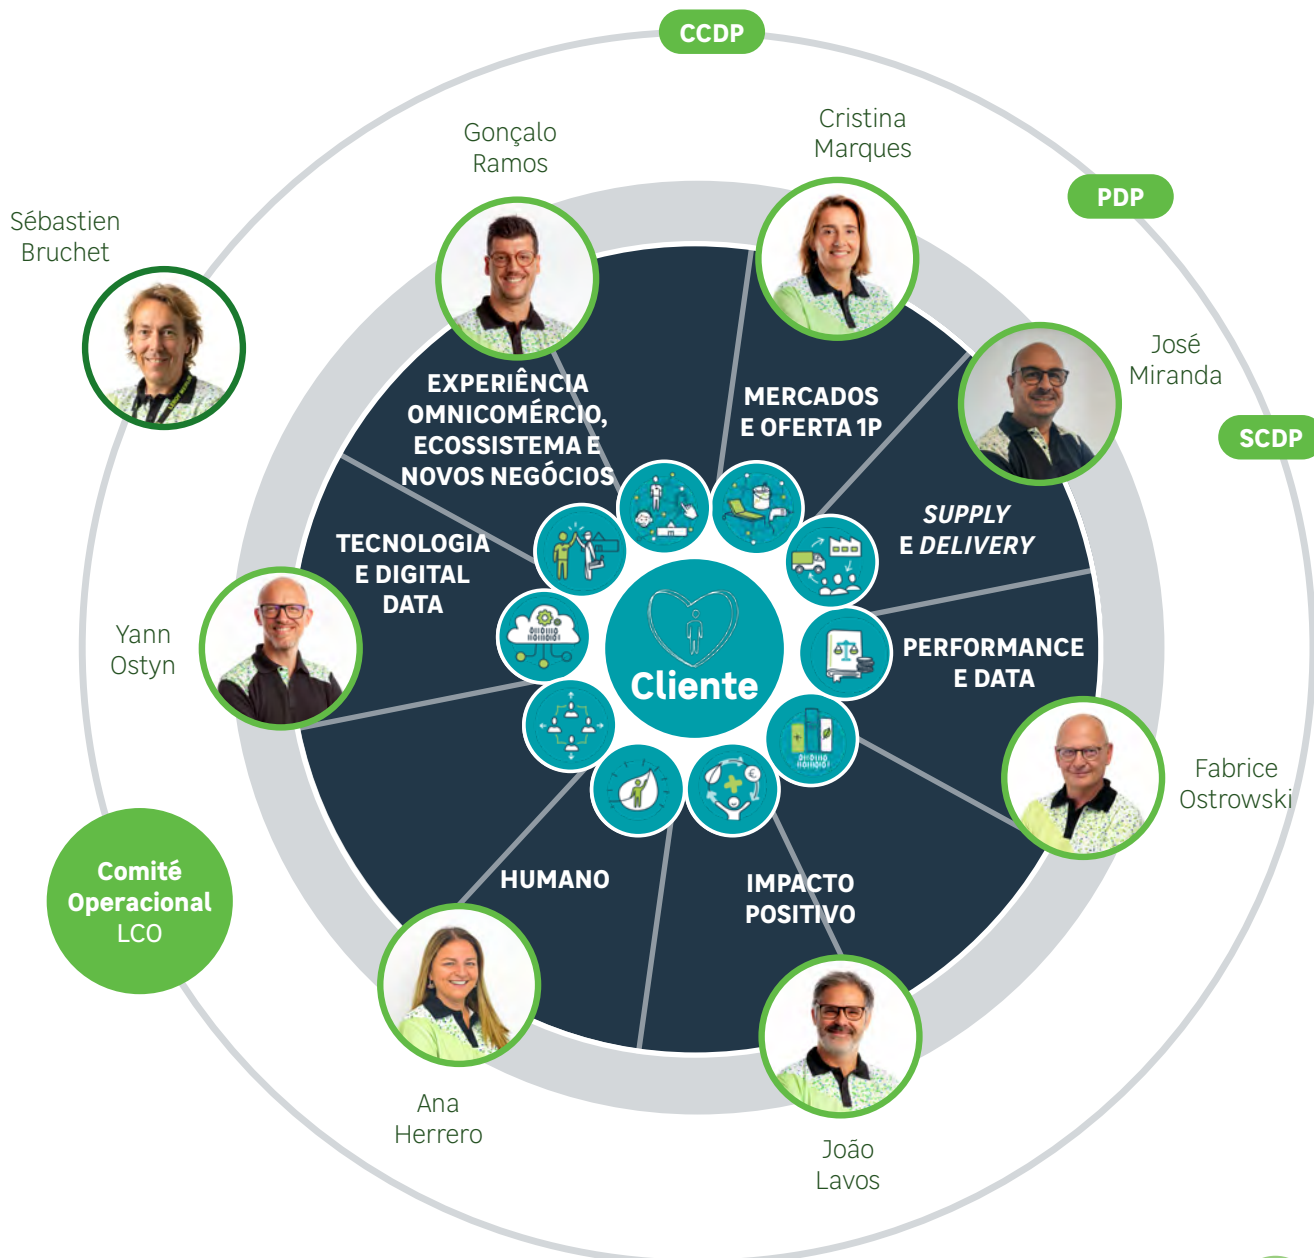 CCDP
Gonçalo
Ramos
Cristina
Marques
PDP
Sébastien
Bruchet
José
Miranda
SCDP
EXPERIÊNCIA
OMNICOMÉRCIO,
ECOSSISTEMA E
NOVOS NEGÓCIOS
MERCADOS
E OFERTA 1P
SUPPLY
E DELIVERY
TECNOLOGIA
E DIGITAL
DATA
PERFORMANCE
E DATA
Yann
Ostyn
Cliente
Fabrice
Ostrowski
Comité
Operacional
LCO
HUMANO
IMPACTO
POSITIVO
Ana
Herrero
João
Lavos